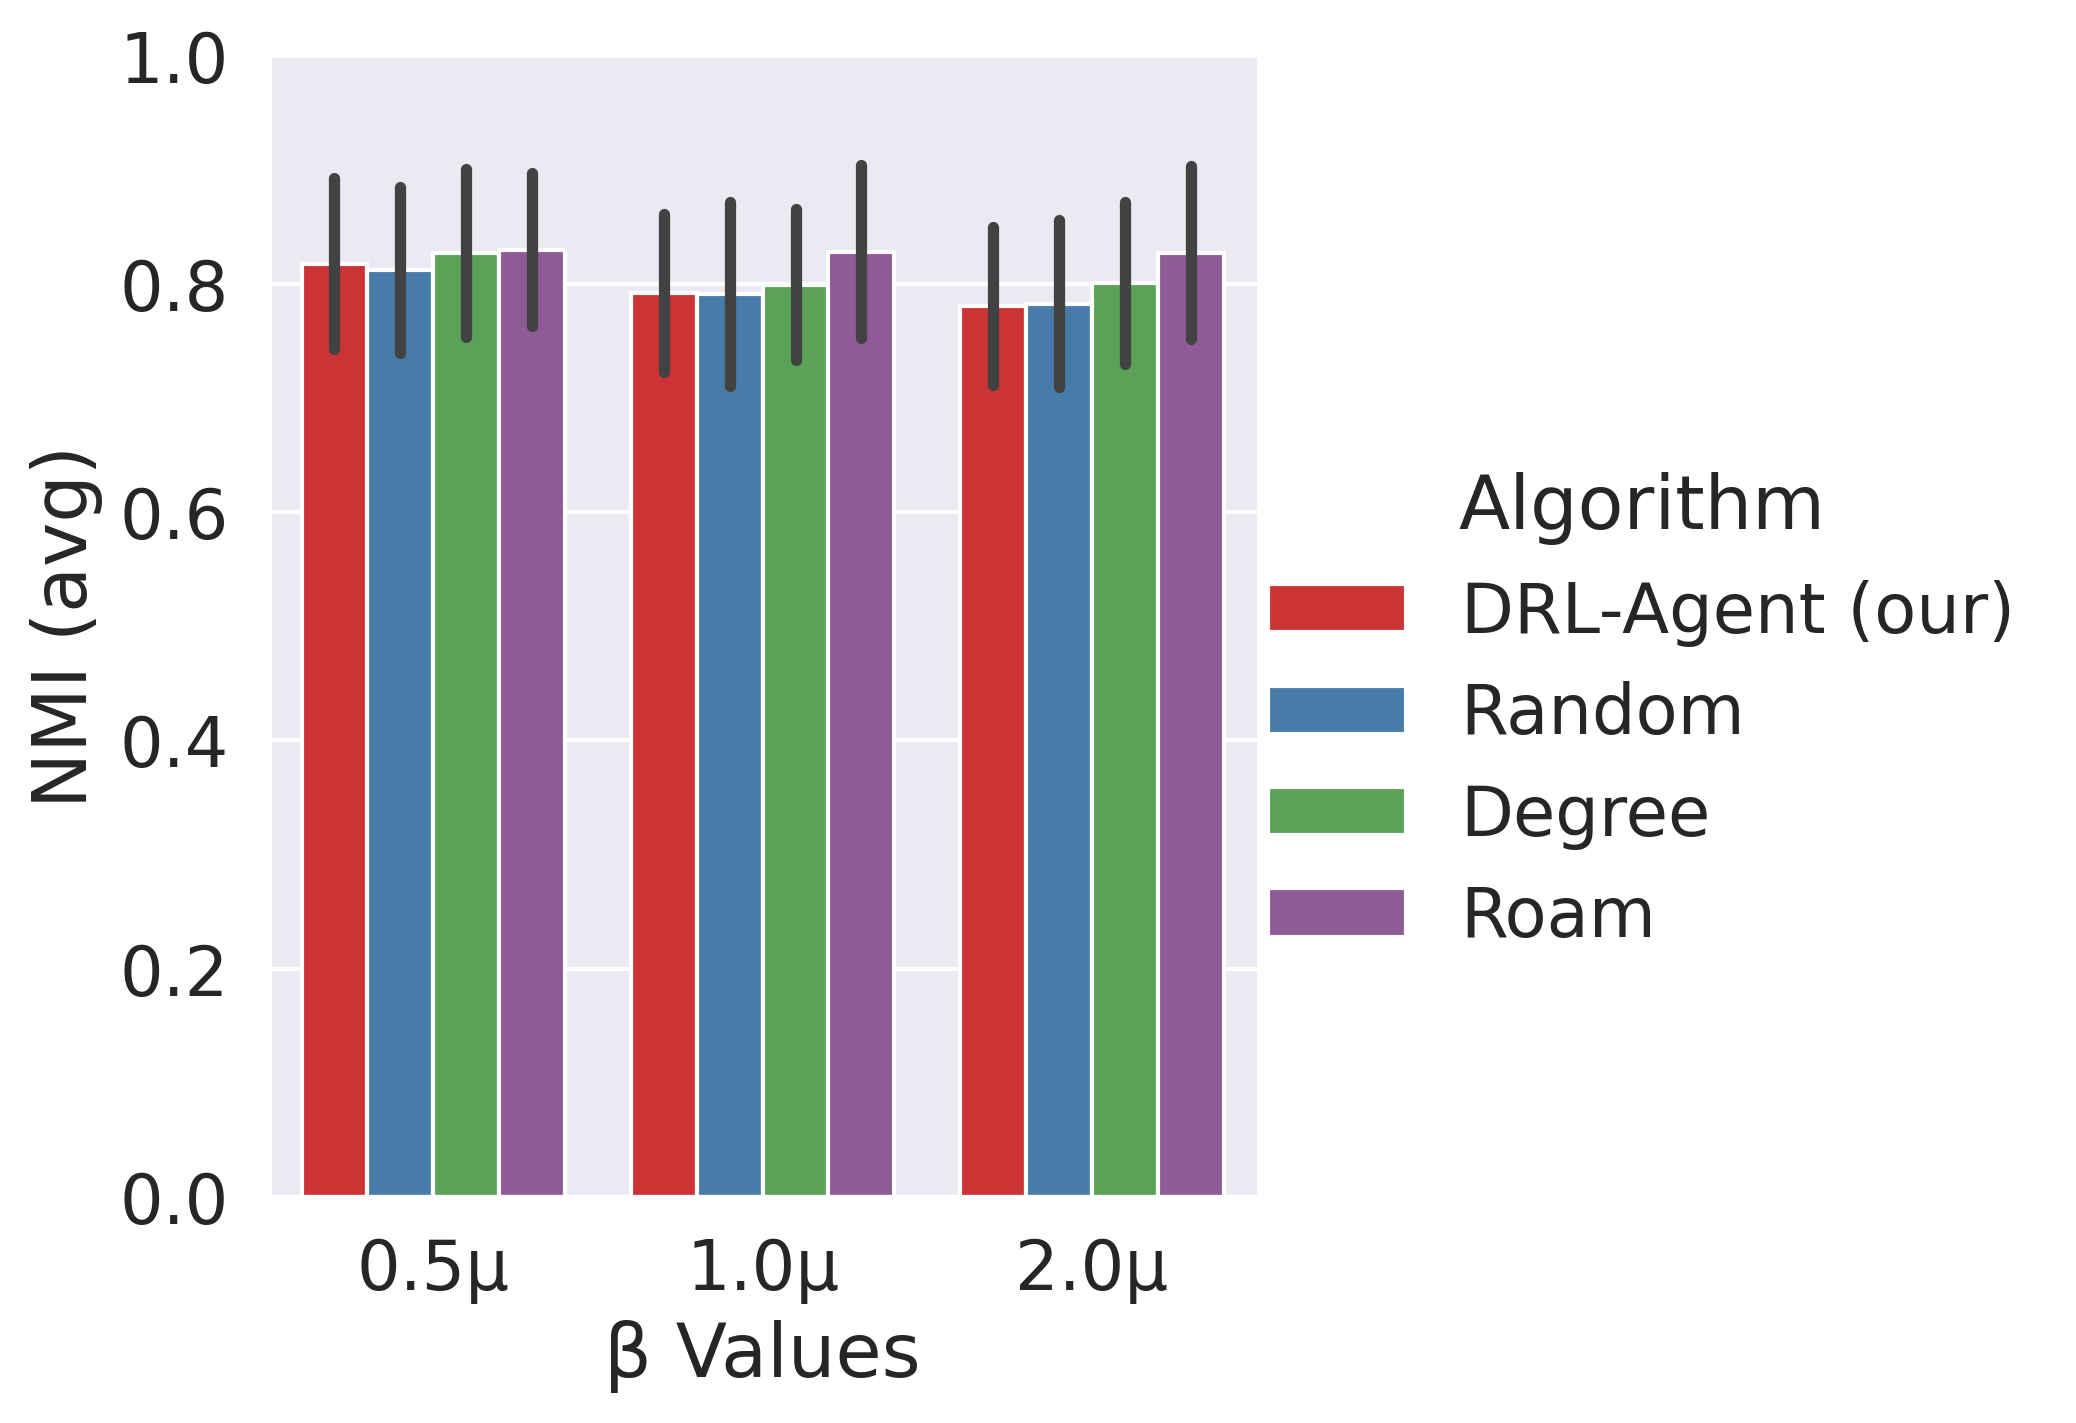 1.0
0.8
0.6
0.4
0.2
0.0
NMI (avg)
0.5μ 1.0μ 2.0μ
β Values
Algorithm
DRL-Agent (our)
Random
Degree
Roam